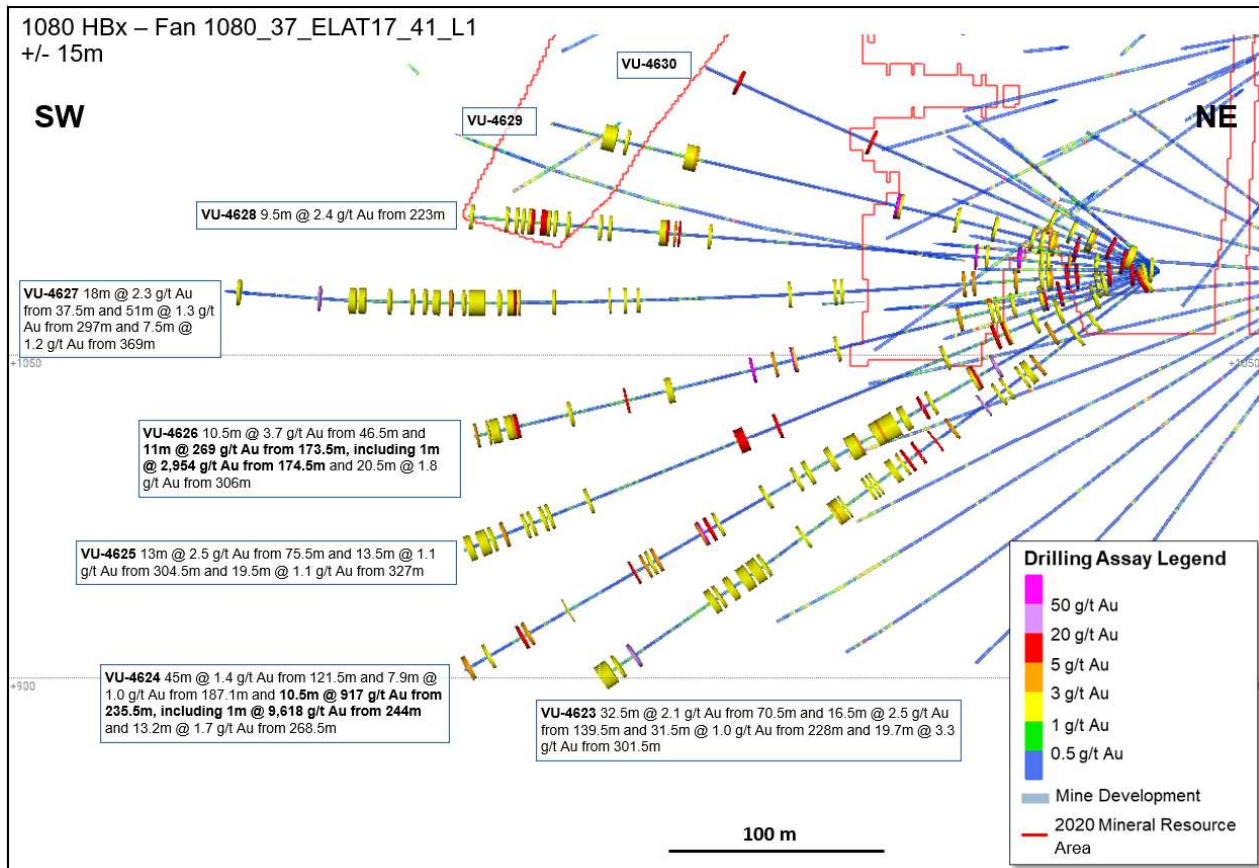 1080 HBx – Fan 1080_37_ELAT17_41_L1
+/- 15m
SW
NE
VU-4630
VU-4629
VU-4628 9.5m @ 2.4 g/t Au from 223m
VU-4627 18m @ 2.3 g/t Au
from 37.5m and 51m @ 1.3 g/t
Au from 297m and 7.5m @
1.2 g/t Au from 369m
+1050
+1050
VU-4626 10.5m @ 3.7 g/t Au from 46.5m and
11m @ 269 g/t Au from 173.5m, including 1m
@ 2,954 g/t Au from 174.5m and 20.5m @ 1.8
g/t Au from 306m
VU-4625 13m @ 2.5 g/t Au from 75.5m and 13.5m @ 1.1
g/t Au from 304.5m and 19.5m @ 1.1 g/t Au from 327m
+900
VU-4624 45m @ 1.4 g/t Au from 121.5m and 7.9m @
1.0 g/t Au from 187.1m and 10.5m @ 917 g/t Au from
235.5m, including 1m @ 9,618 g/t Au from 244m
and 13.2m @ 1.7 g/t Au from 268.5m
VU-4623 32.5m @ 2.1 g/t Au from 70.5m and 16.5m @ 2.5 g/t Au
from 139.5m and 31.5m @ 1.0 g/t Au from 228m and 19.7m @ 3.3
g/t Au from 301.5m
100 m
Drilling Assay Legend
50 g/t Au
20 g/t Au
5 g/t Au
3 g/t Au
1 g/t Au
0.5 g/t Au
Mine Development
2020 Mineral Resource
Area